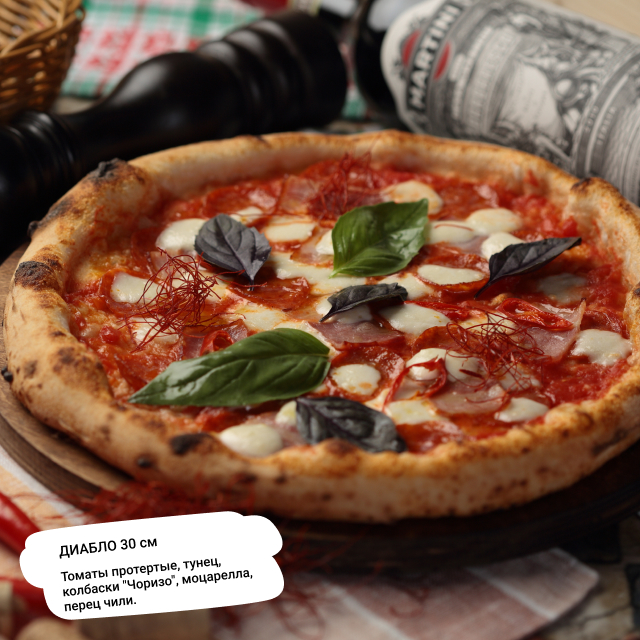 MARTINI
ДИАБЛО 30 см
Томаты протертые, тунец,
колбаски "Чоризо", моцарелла,
перец чили.